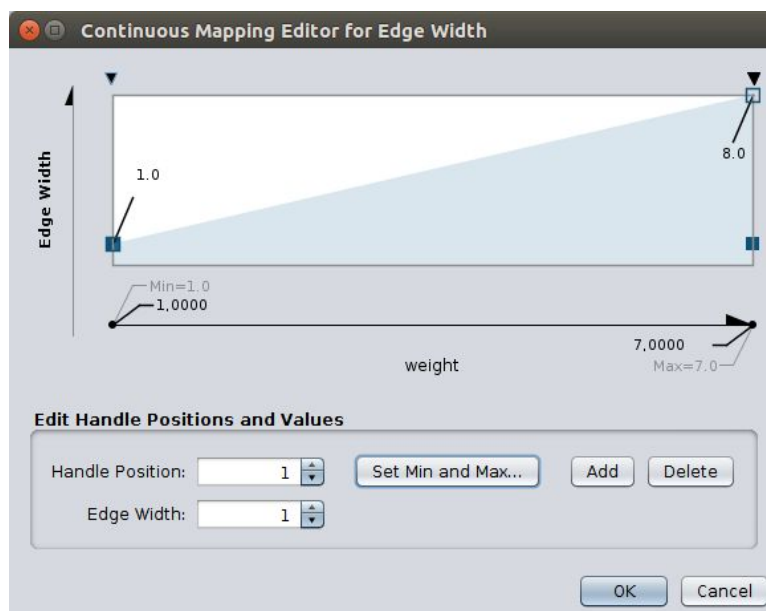 Continuous Mapping Editor for Edge Width
8.0
1.0
Edge Width
Min=1.0
1,0000
7,0000
weight
Max=7.0
Edit Handle Positions and Values
Handle Position: 1 Set Min and Max... Add Delete
Edge Width: 1
OK Cancel